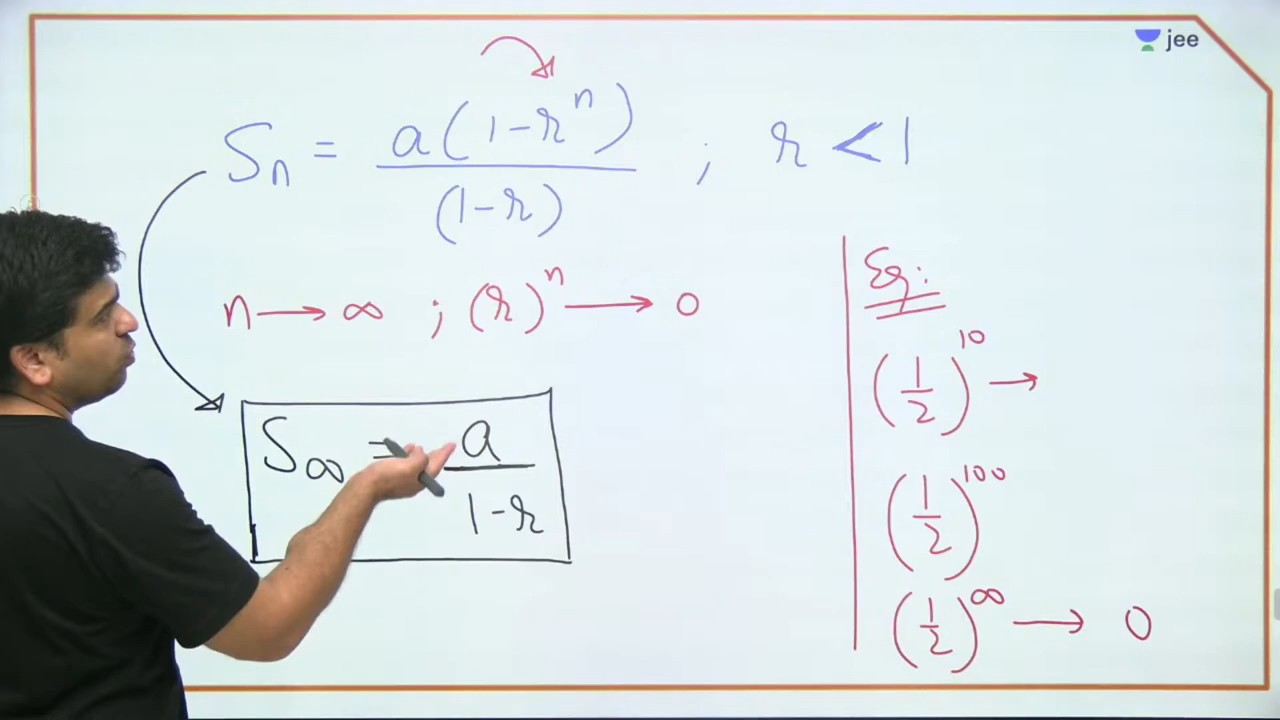 jee
Sn = a(1-r^n) / (1-r) ; r < 1
n → ∞ ; (r)^n → 0
S∞ = a / 1-r
Eg:
(1/2)^10 →
(1/2)^100
(1/2)^∞ → 0